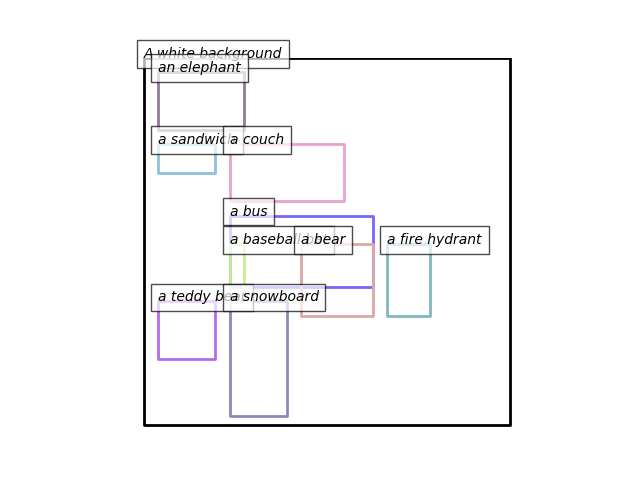 A white background
an elephant
a sandwich
a couch
a bus
a baseball bat
a bear
a fire hydrant
a teddy bear
a snowboard